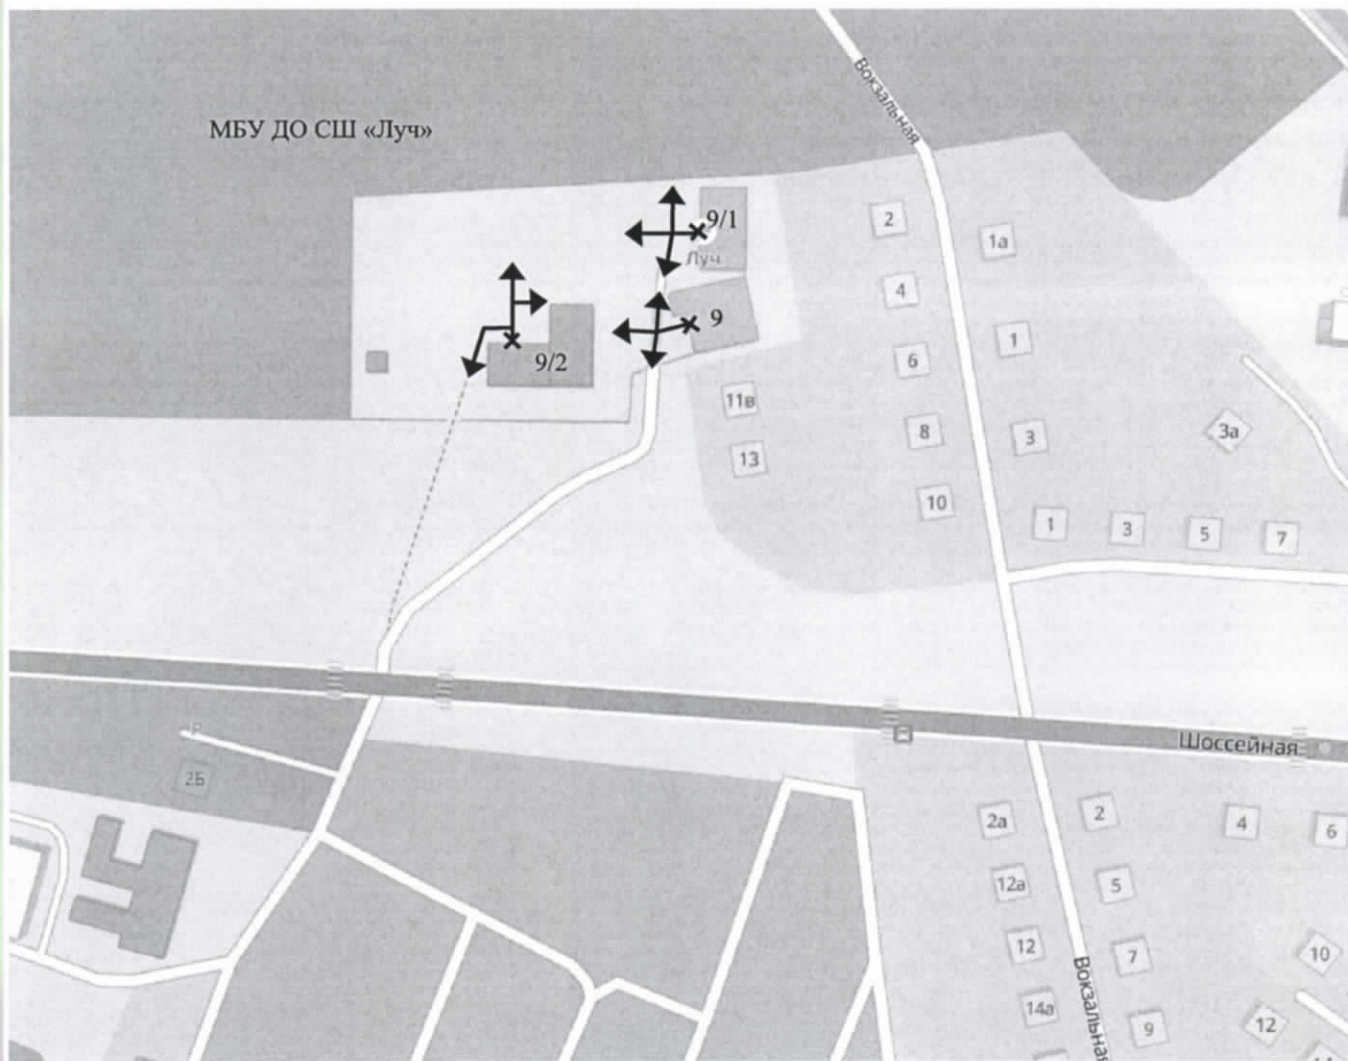 Вокзальная
МБУ ДО СШ «Луч»
2
9/1
1а
Луч
4
9
1
9/2
6
11в
8
3
3а
13
10
1
3
5
7
Шоссейная
2Б
2а
2
4
6
12а
5
12
7
10
Вокзальная
14а
9
12